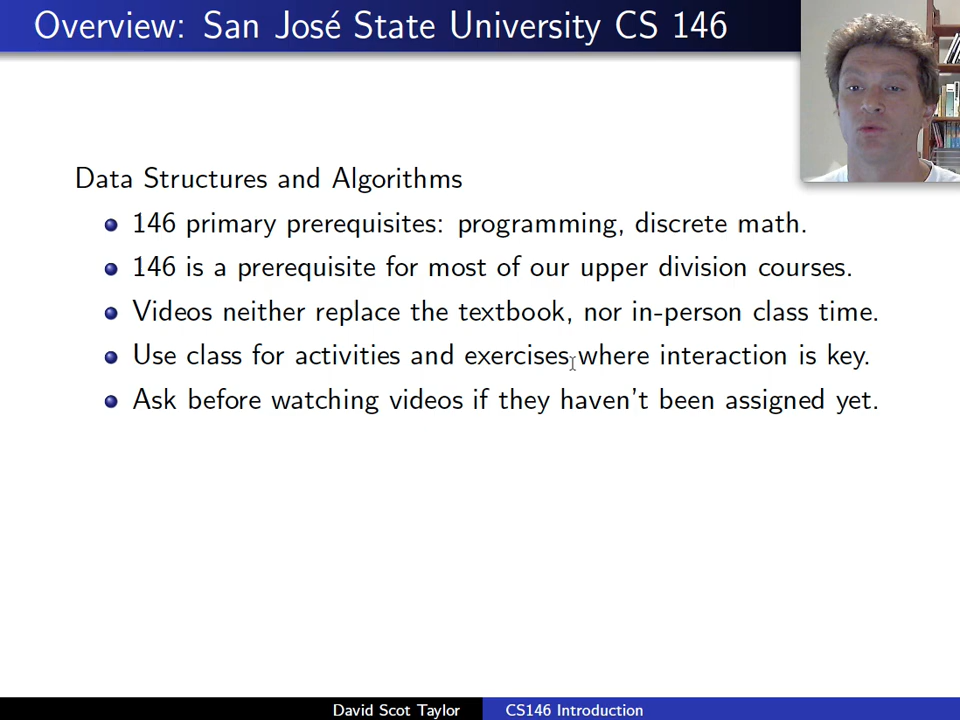 Overview: San José State University CS 146
Data Structures and Algorithms
146 primary prerequisites: programming, discrete math.
146 is a prerequisite for most of our upper division courses.
Videos neither replace the textbook, nor in-person class time.
Use class for activities and exercises where interaction is key.
Ask before watching videos if they haven't been assigned yet.
David Scot Taylor
CS146 Introduction